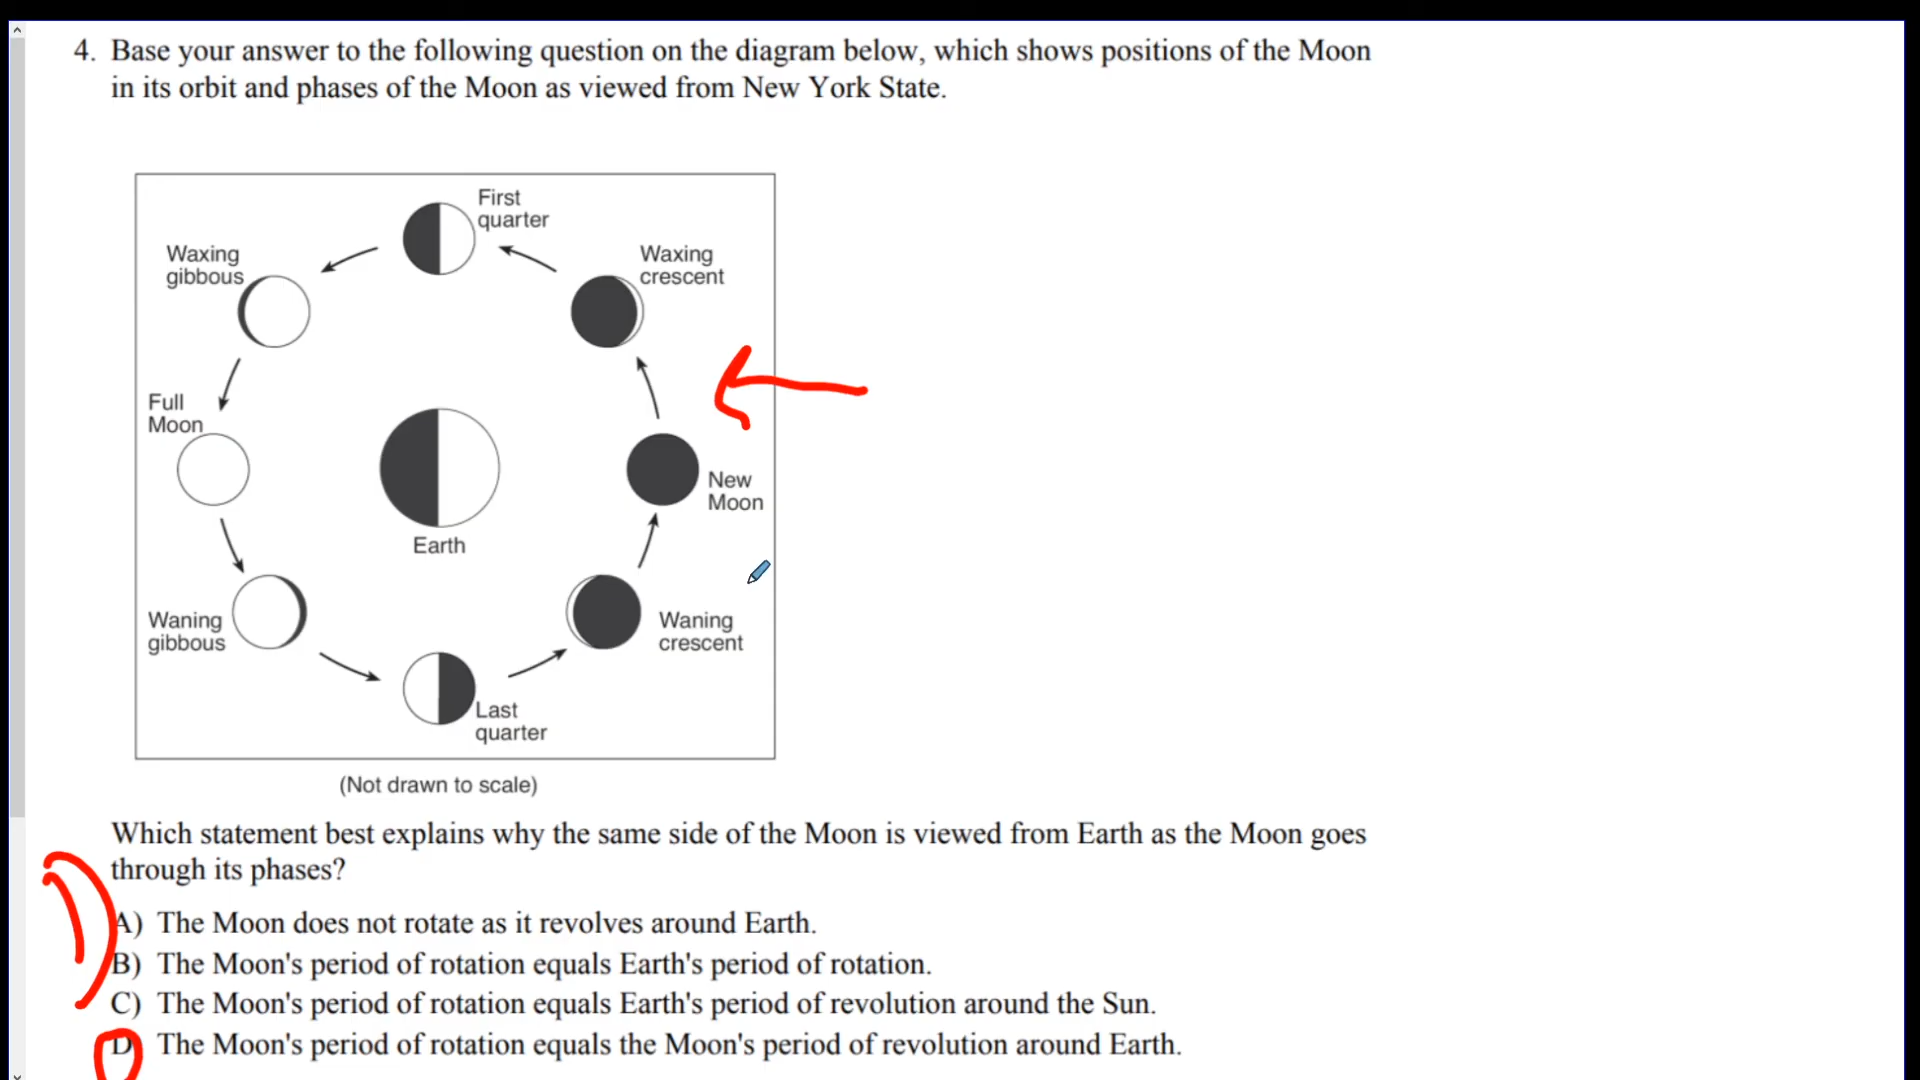 4. Base your answer to the following question on the diagram below, which shows positions of the Moon
in its orbit and phases of the Moon as viewed from New York State.
First
quarter
Waxing
gibbous
Waxing
crescent
Full
Moon
New
Moon
Earth
Waning
gibbous
Waning
crescent
Last
quarter
(Not drawn to scale)
Which statement best explains why the same side of the Moon is viewed from Earth as the Moon goes
through its phases?
A) The Moon does not rotate as it revolves around Earth.
B) The Moon's period of rotation equals Earth's period of rotation.
C) The Moon's period of rotation equals Earth's period of revolution around the Sun.
D The Moon's period of rotation equals the Moon's period of revolution around Earth.